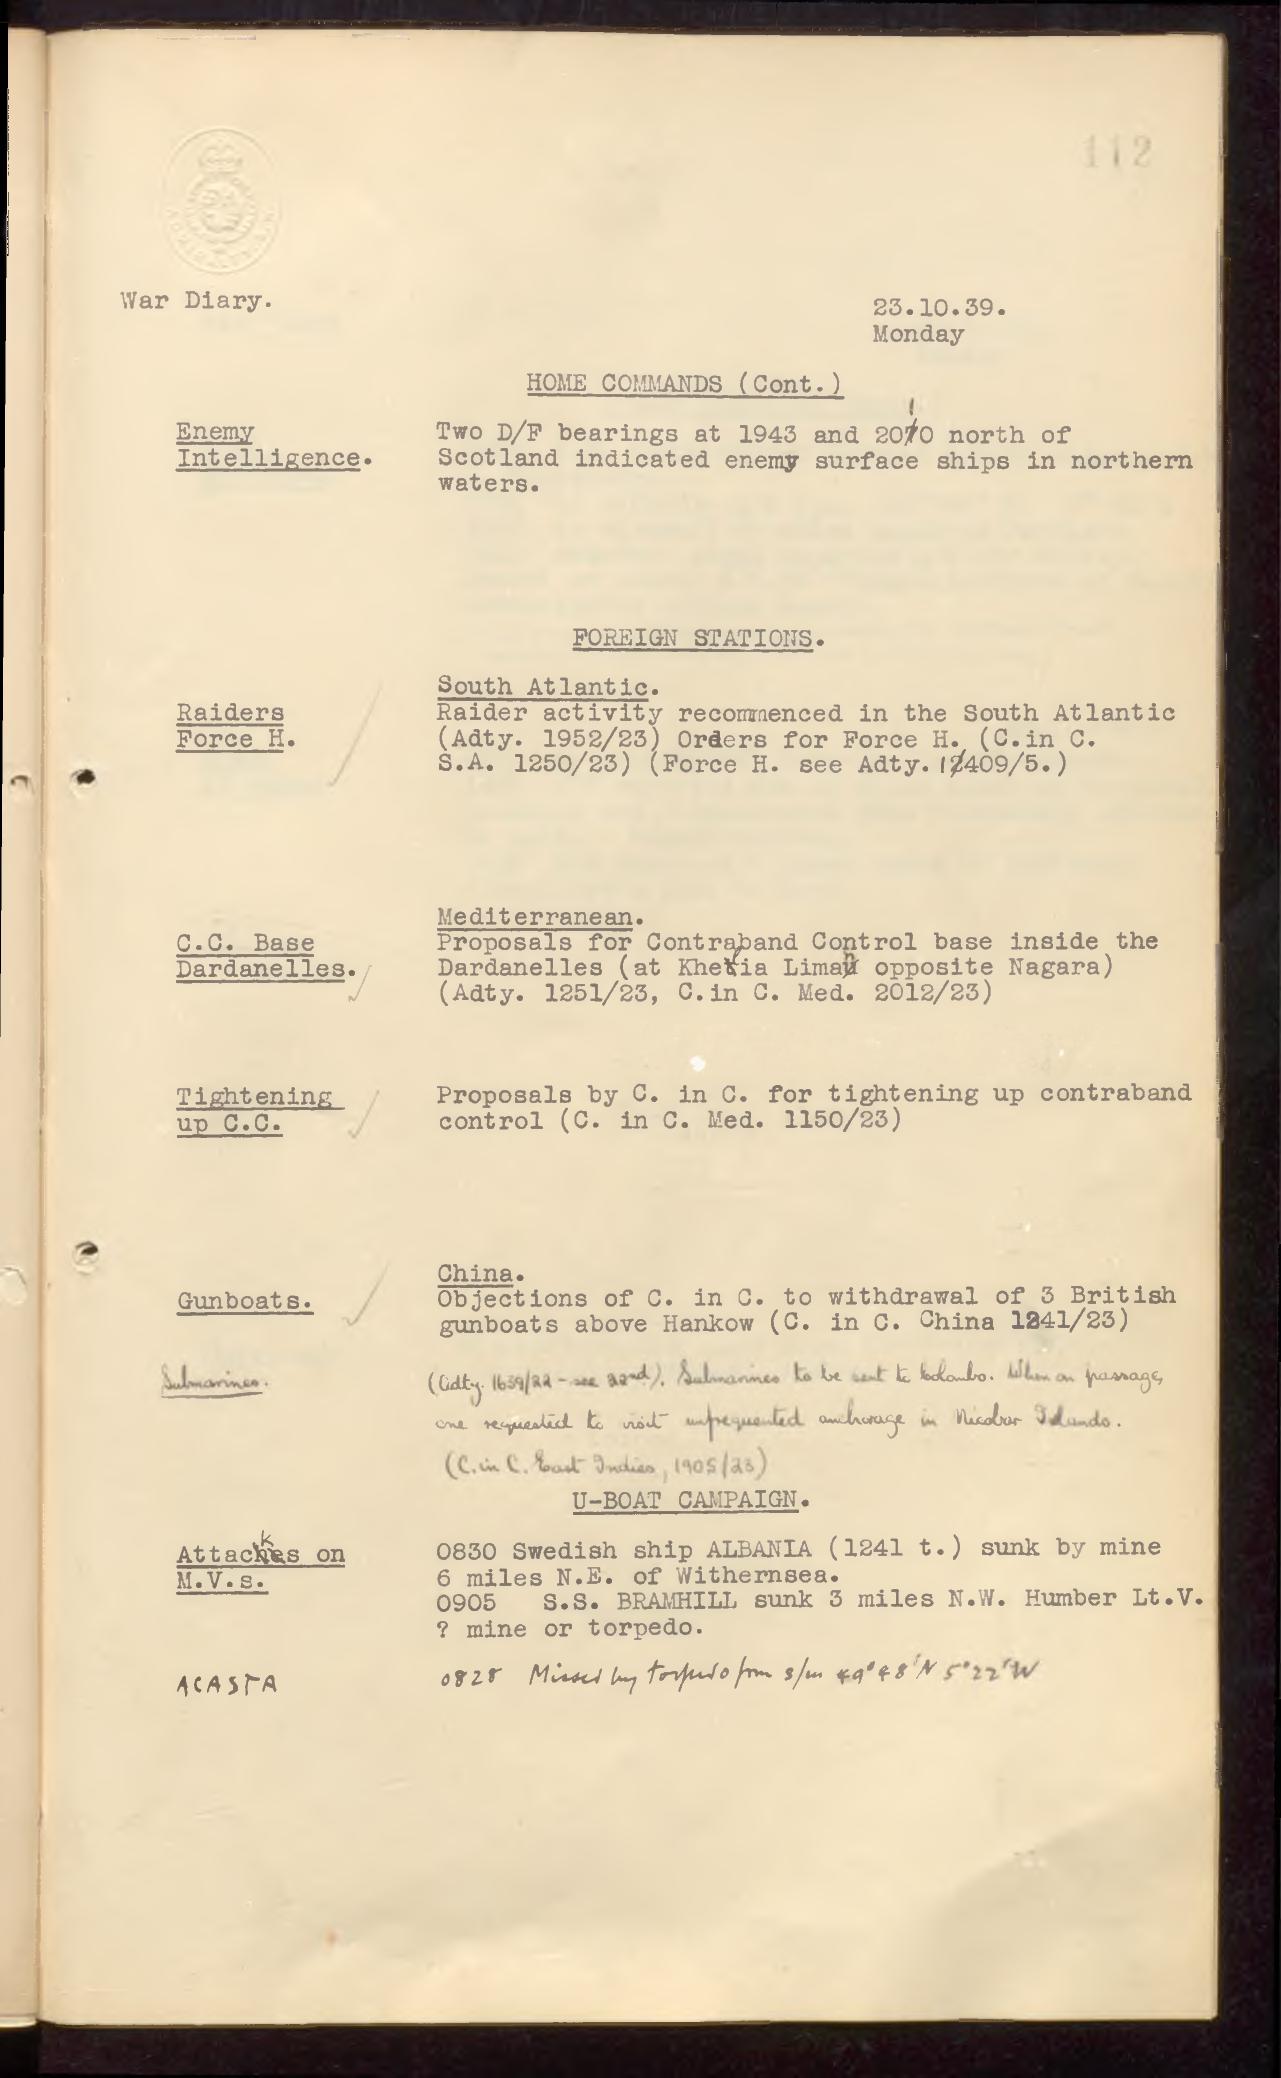 112
War Diary.
23.10.39.
Monday
HOME COMMANDS (Cont.)
Enemy
Intelligence.
Two D/F bearings at 1943 and 2010 north of
Scotland indicated enemy surface ships in northern
waters.
FOREIGN STATIONS.
South Atlantic.
Raiders
Force H.
Raider activity recommenced in the South Atlantic
(Adty. 1952/23) Orders for Force H. (C.in C.
S.A. 1250/23) (Force H. see Adty. 1409/5.)
Mediterranean.
C.C. Base
Dardanelles.
Proposals for Contraband Control base inside the
Dardanelles (at Khelia Liman opposite Nagara)
(Adty. 1251/23, C.in C. Med. 2012/23)
Tightening
up C.C.
Proposals by C. in C. for tightening up contraband
control (C. in C. Med. 1150/23)
China.
Gunboats.
Objections of C. in C. to withdrawal of 3 British
gunboats above Hankow (C. in C. China 1241/23)
Submarines.
(Adty. 1639/22 - see 22nd). Submarines to be sent to Colombo. When on passage,
one requested to visit unfrequented anchorage in Nicobar Islands.
(C.in C. East Indies, 1905/23)
U-BOAT CAMPAIGN.
Attacks on
M.V.s.
0830 Swedish ship ALBANIA (1241 t.) sunk by mine
6 miles N.E. of Withernsea.
0905 S.S. BRAMHILL sunk 3 miles N.W. Humber Lt.V.
? mine or torpedo.
ACASTA
0828 Missed by torpedo from s/m 49°48'N 5°22'W